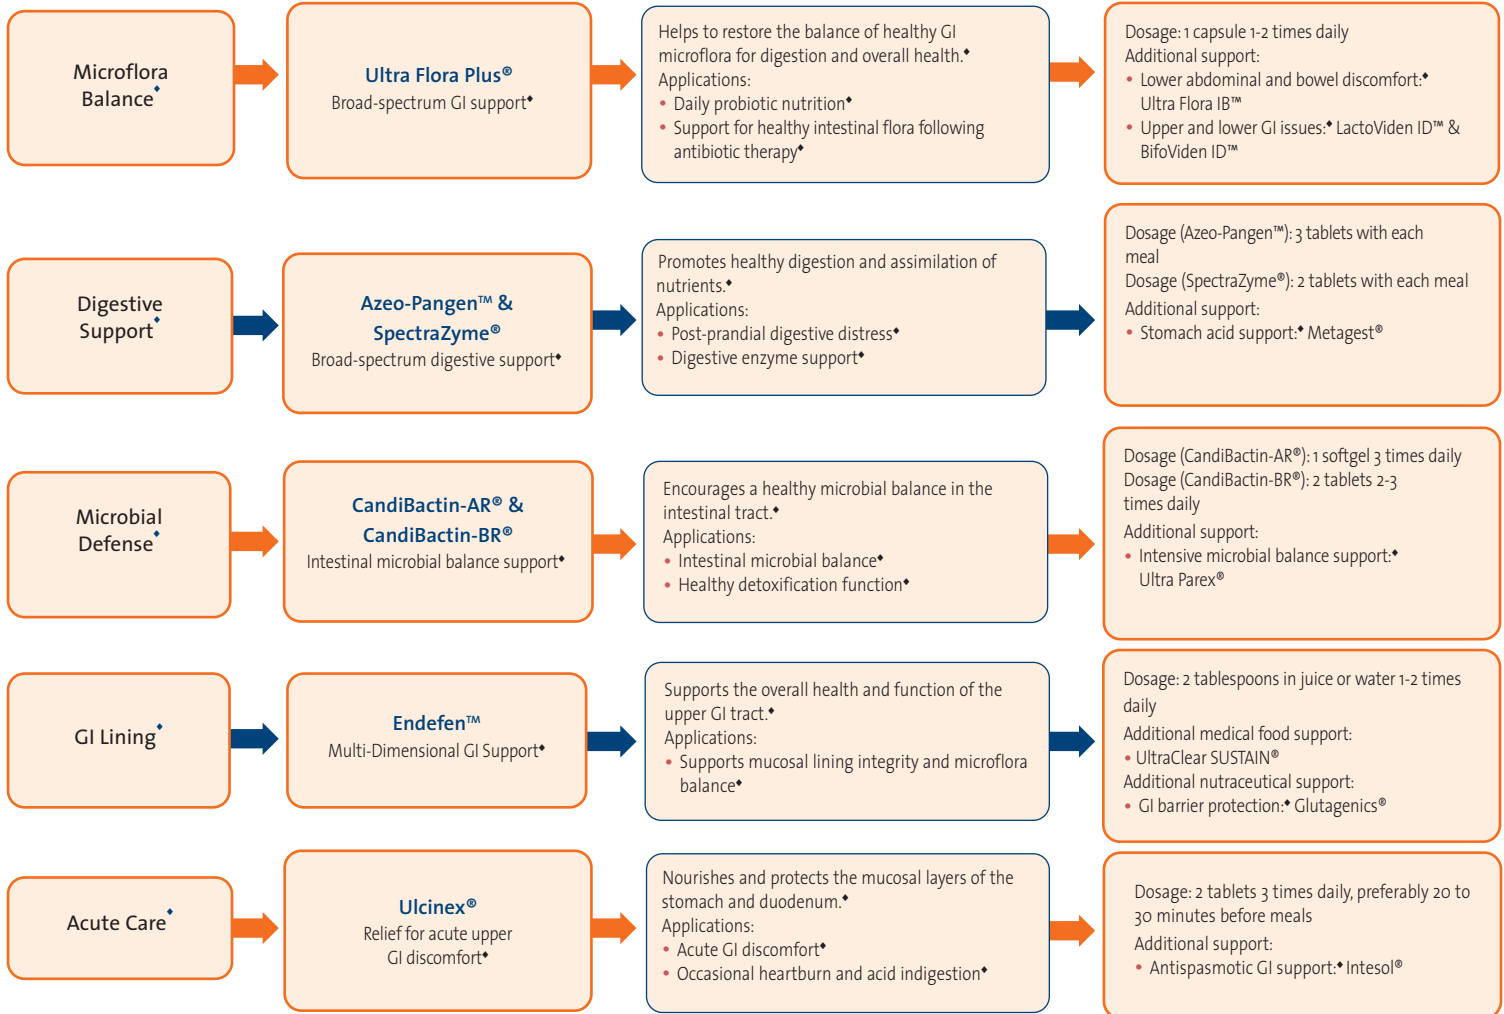 Microflora
Balance♦
Ultra Flora Plus®
Broad-spectrum GI support♦
Helps to restore the balance of healthy GI
microflora for digestion and overall health.♦
Applications:
• Daily probiotic nutrition♦
• Support for healthy intestinal flora following
antibiotic therapy♦
Dosage: 1 capsule 1-2 times daily
Additional support:
• Lower abdominal and bowel discomfort:♦
Ultra Flora IB™
• Upper and lower GI issues:♦ LactoViden ID™ &
BifoViden ID™
Digestive
Support♦
Azeo-Pangen™ &
SpectraZyme®
Broad-spectrum digestive support♦
Promotes healthy digestion and assimilation of
nutrients.♦
Applications:
• Post-prandial digestive distress♦
• Digestive enzyme support♦
Dosage (Azeo-Pangen™): 3 tablets with each
meal
Dosage (SpectraZyme®): 2 tablets with each meal
Additional support:
• Stomach acid support:♦ Metagest®
Microbial
Defense♦
CandiBactin-AR® &
CandiBactin-BR®
Intestinal microbial balance support♦
Encourages a healthy microbial balance in the
intestinal tract.♦
Applications:
• Intestinal microbial balance♦
• Healthy detoxification function♦
Dosage (CandiBactin-AR®): 1 softgel 3 times daily
Dosage (CandiBactin-BR®): 2 tablets 2-3
times daily
Additional support:
• Intensive microbial balance support:♦
Ultra Parex®
GI Lining♦
Endefen™
Multi-Dimensional GI Support♦
Supports the overall health and function of the
upper GI tract.♦
Applications:
• Supports mucosal lining integrity and microflora
balance♦
Dosage: 2 tablespoons in juice or water 1-2 times
daily
Additional medical food support:
• UltraClear SUSTAIN®
Additional nutraceutical support:
• GI barrier protection:♦ Glutagenics®
Acute Care♦
Ulcinex®
Relief for acute upper
GI discomfort♦
Nourishes and protects the mucosal layers of the
stomach and duodenum.♦
Applications:
• Acute GI discomfort♦
• Occasional heartburn and acid indigestion♦
Dosage: 2 tablets 3 times daily, preferably 20 to
30 minutes before meals
Additional support:
• Antispasmotic GI support:♦ Intesol®